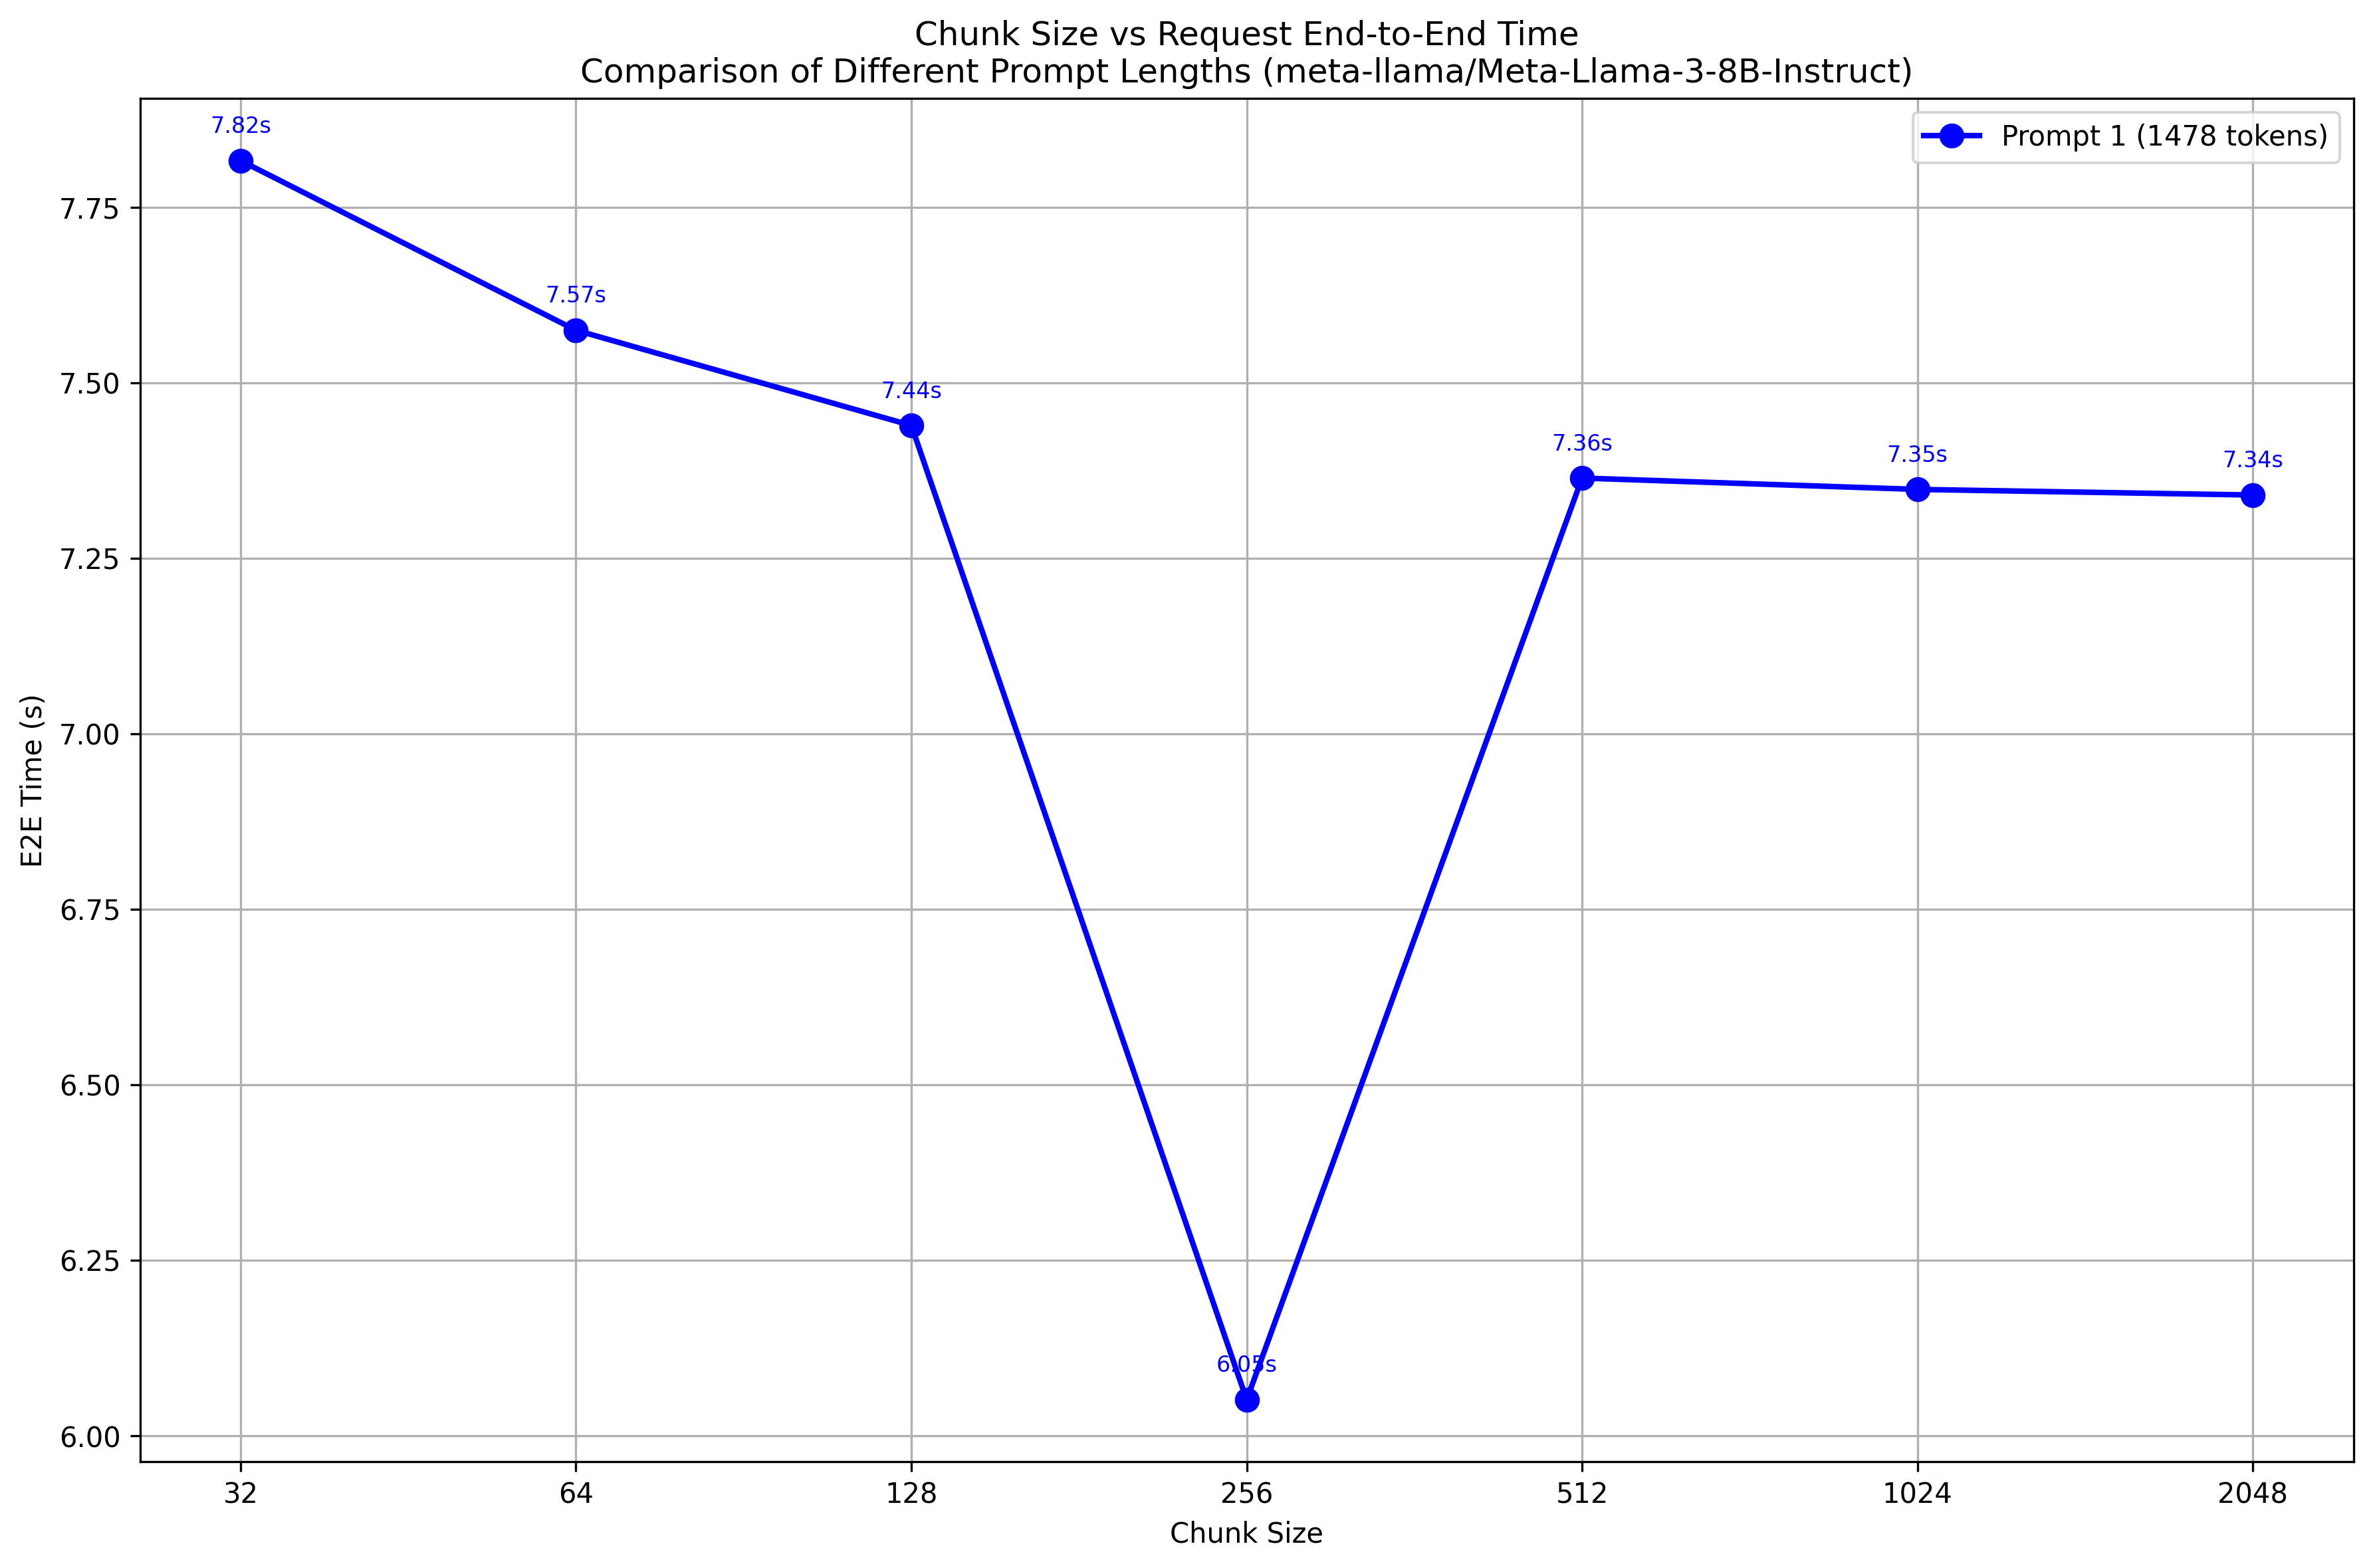 Chunk Size vs Request End-to-End Time
Comparison of Different Prompt Lengths (meta-llama/Meta-Llama-3-8B-Instruct)
Prompt 1 (1478 tokens)
7.82s
7.57s
7.44s
6.05s
7.36s
7.35s
7.34s
E2E Time (s)
7.75
7.50
7.25
7.00
6.75
6.50
6.25
6.00
32 64 128 256 512 1024 2048
Chunk Size